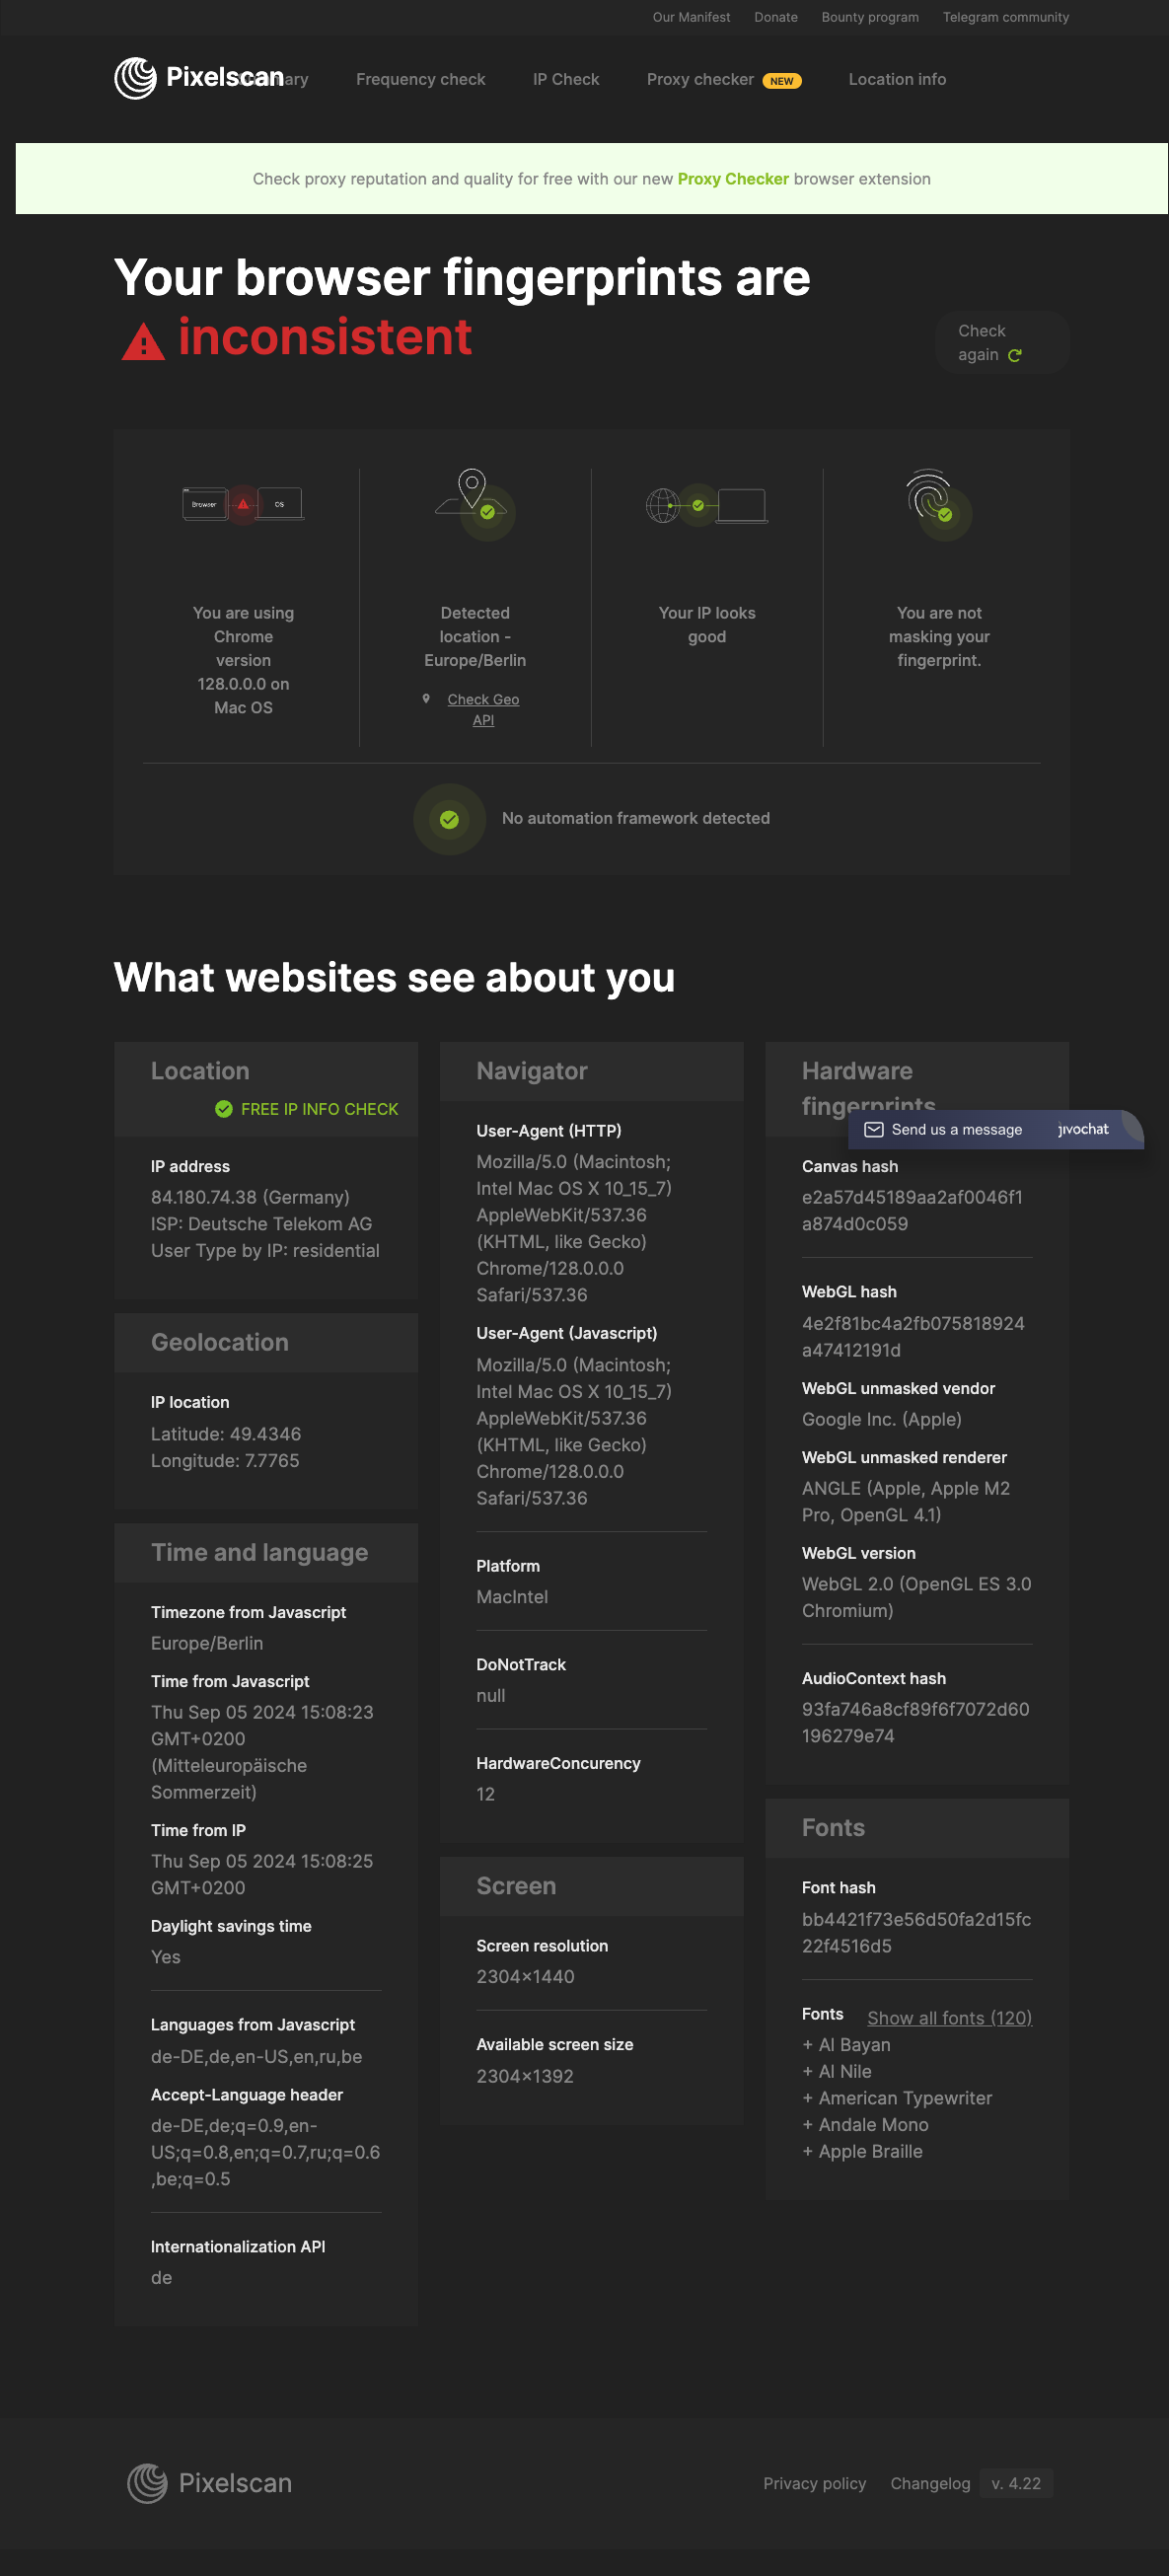 Our Manifest Donate Bounty program Telegram community
Pixelscan
Frequency check IP Check Proxy checker NEW Location info
Check proxy reputation and quality for free with our new Proxy Checker browser extension
Your browser fingerprints are
inconsistent
Check
again
Browser OS
You are using
Chrome
version
128.0.0.0 on
Mac OS
Detected
location -
Europe/Berlin
Check Geo
API
Your IP looks
good
You are not
masking your
fingerprint.
No automation framework detected
What websites see about you
Location
FREE IP INFO CHECK
IP address
84.180.74.38 (Germany)
ISP: Deutsche Telekom AG
User Type by IP: residential
Geolocation
IP location
Latitude: 49.4346
Longitude: 7.7765
Time and language
Timezone from Javascript
Europe/Berlin
Time from Javascript
Thu Sep 05 2024 15:08:23
GMT+0200
(Mitteleuropäische
Sommerzeit)
Time from IP
Thu Sep 05 2024 15:08:25
GMT+0200
Daylight savings time
Yes
Languages from Javascript
de-DE,de,en-US,en,ru,be
Accept-Language header
de-DE,de;q=0.9,en-
US;q=0.8,en;q=0.7,ru;q=0.6
,be;q=0.5
Internationalization API
de
Navigator
User-Agent (HTTP)
Mozilla/5.0 (Macintosh;
Intel Mac OS X 10_15_7)
AppleWebKit/537.36
(KHTML, like Gecko)
Chrome/128.0.0.0
Safari/537.36
User-Agent (Javascript)
Mozilla/5.0 (Macintosh;
Intel Mac OS X 10_15_7)
AppleWebKit/537.36
(KHTML, like Gecko)
Chrome/128.0.0.0
Safari/537.36
Platform
MacIntel
DoNotTrack
null
HardwareConcurency
12
Screen
Screen resolution
2304×1440
Available screen size
2304×1392
Hardware
fingerprints
Send us a message jivochat
Canvas hash
e2a57d45189aa2af0046f1
a874d0c059
WebGL hash
4e2f81bc4a2fb075818924
a47412191d
WebGL unmasked vendor
Google Inc. (Apple)
WebGL unmasked renderer
ANGLE (Apple, Apple M2
Pro, OpenGL 4.1)
WebGL version
WebGL 2.0 (OpenGL ES 3.0
Chromium)
AudioContext hash
93fa746a8cf89f6f7072d60
196279e74
Fonts
Font hash
bb4421f73e56d50fa2d15fc
22f4516d5
Fonts Show all fonts (120)
+ Al Bayan
+ Al Nile
+ American Typewriter
+ Andale Mono
+ Apple Braille
Pixelscan
Privacy policy Changelog v. 4.22